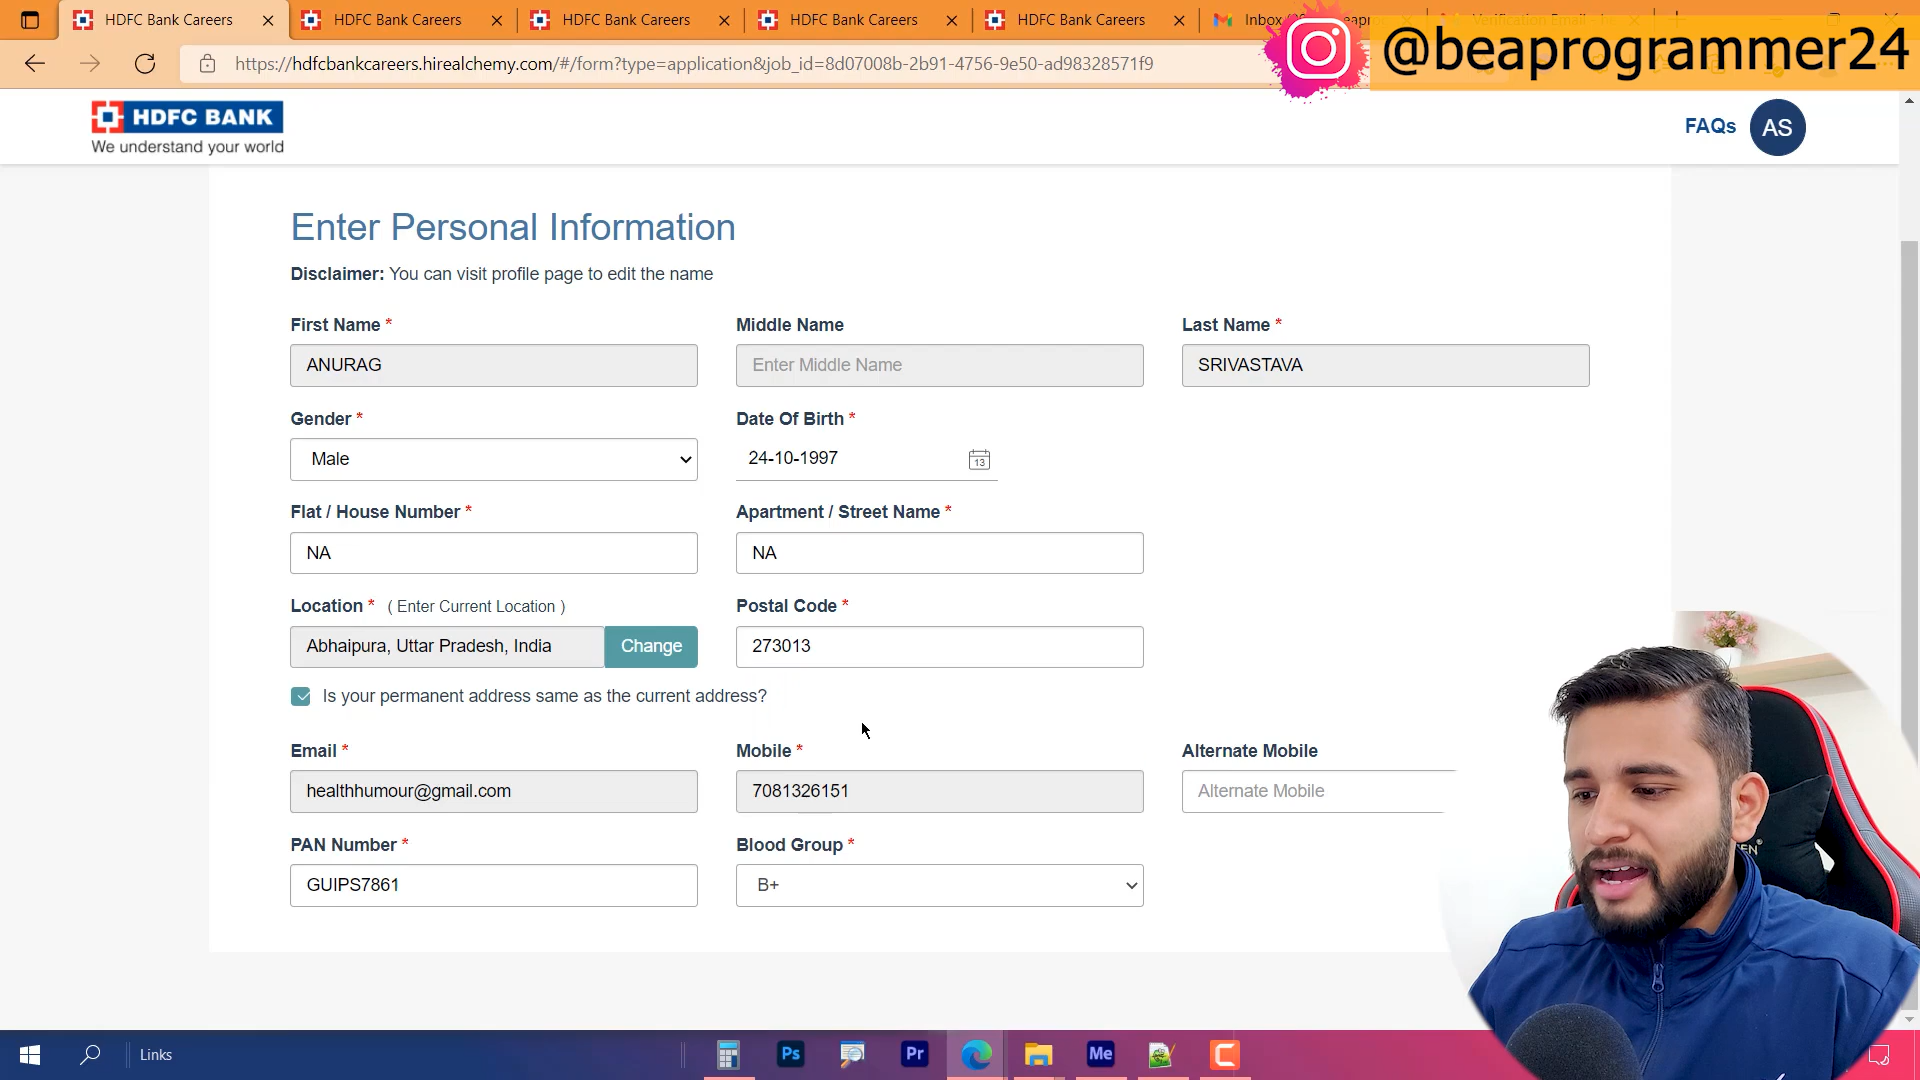 HDFC Bank Careers
HDFC Bank Careers
HDFC Bank Careers
HDFC Bank Careers
HDFC Bank Careers
Inbox
Verification Email
@beaprogrammer24
https://hdfcbankcareers.hirealchemy.com/#/form?type=application&job_id=8d07008b-2b91-4756-9e50-ad98328571f9
HDFC BANK
We understand your world
FAQs
AS
Enter Personal Information
Disclaimer: You can visit profile page to edit the name
First Name *
Middle Name
Last Name *
ANURAG
Enter Middle Name
SRIVASTAVA
Gender *
Date Of Birth *
Male
24-10-1997
13
Flat / House Number *
Apartment / Street Name *
NA
NA
Location * ( Enter Current Location )
Postal Code *
Abhaipura, Uttar Pradesh, India
Change
273013
Is your permanent address same as the current address?
Email *
Mobile *
Alternate Mobile
healthhumour@gmail.com
7081326151
Alternate Mobile
PAN Number *
Blood Group *
GUIPS7861
B+
Links
Ps
Pr
Me
C